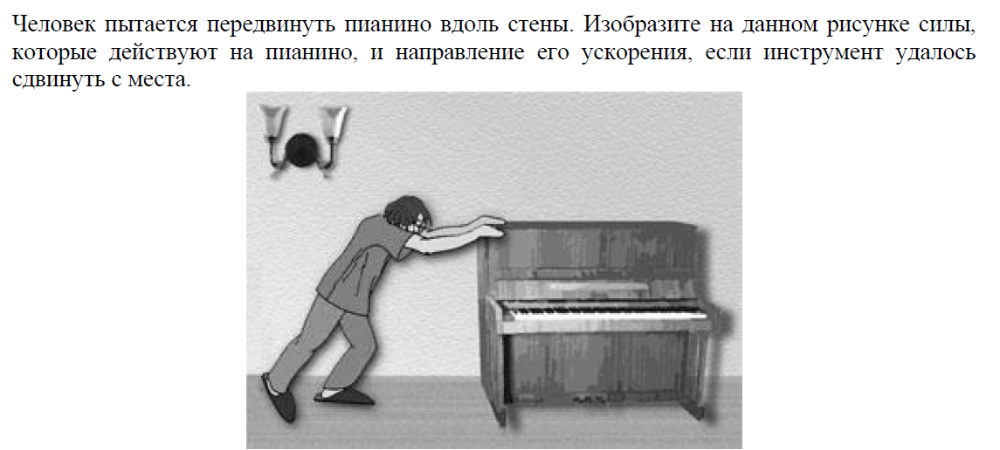 Человек пытается передвинуть пианино вдоль стены. Изобразите на данном рисунке силы,
которые действуют на пианино, и направление его ускорения, если инструмент удалось
сдвинуть с места.